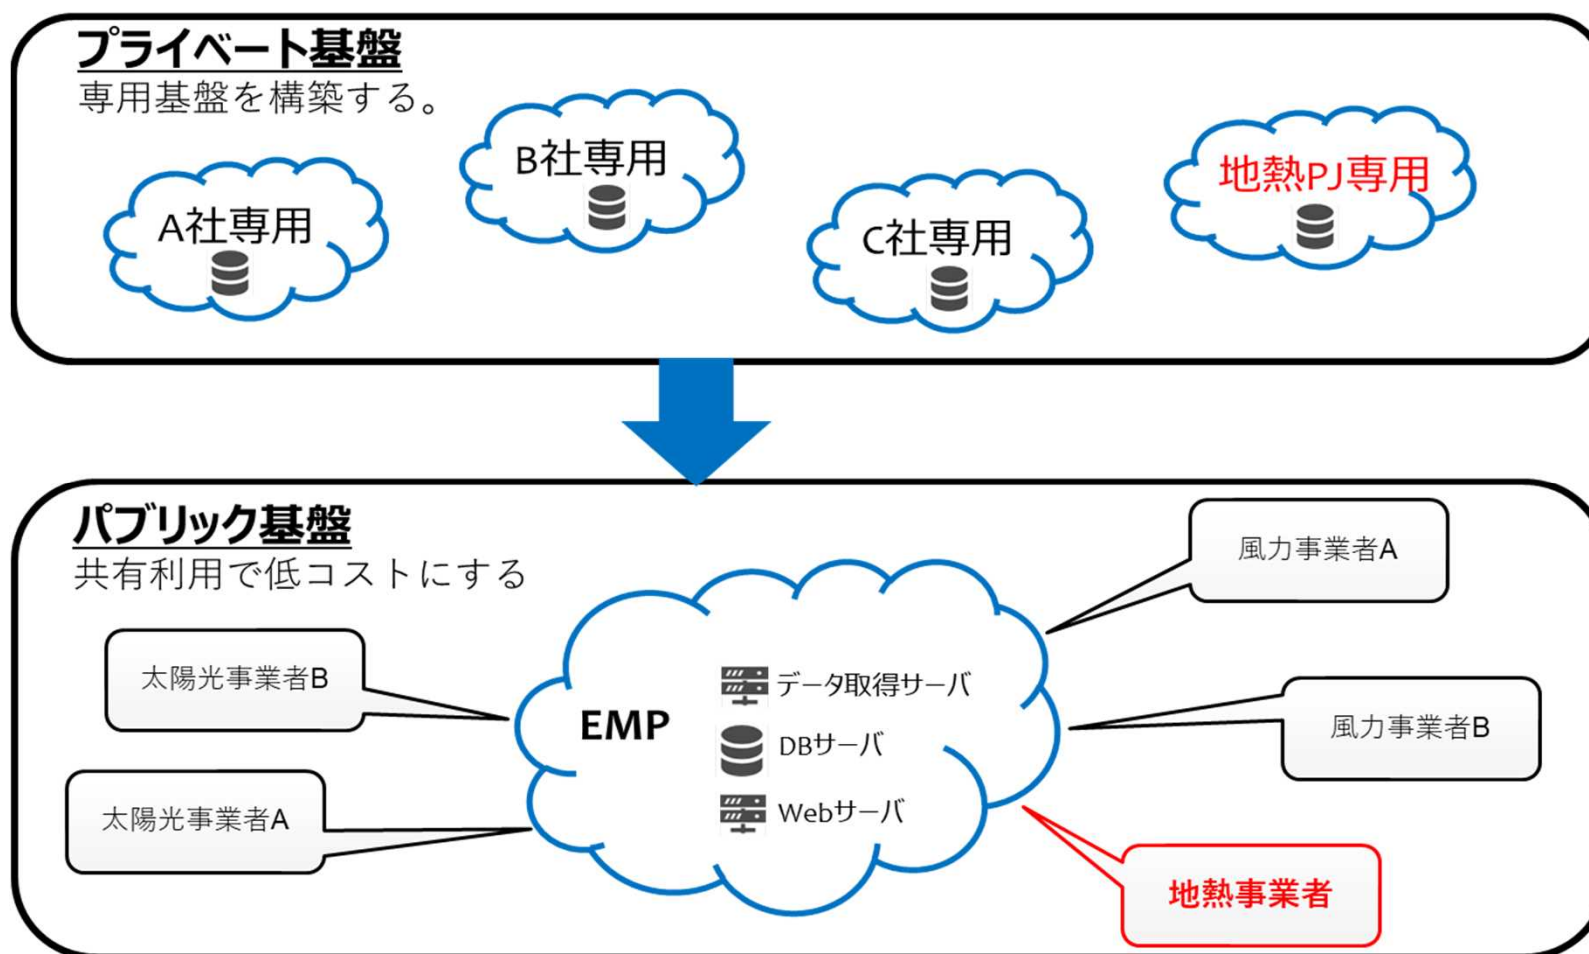 プライベート基盤
専用基盤を構築する。
A社専用
B社専用
C社専用
地熱PJ専用
パブリック基盤
共有利用で低コストにする
太陽光事業者B
太陽光事業者A
EMP
データ取得サーバ
DBサーバ
Webサーバ
風力事業者A
風力事業者B
地熱事業者